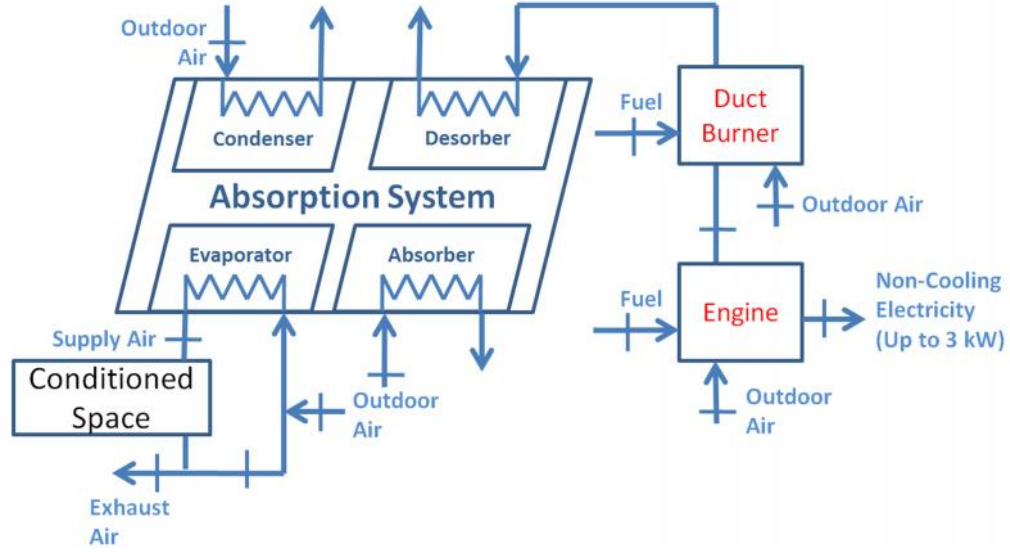 Outdoor
Air
Condenser
Desorber
Fuel
Duct
Burner
Absorption System
Outdoor Air
Evaporator
Absorber
Fuel
Engine
Non-Cooling
Electricity
(Up to 3 kW)
Supply Air
Conditioned
Space
Outdoor
Air
Outdoor
Air
Exhaust
Air